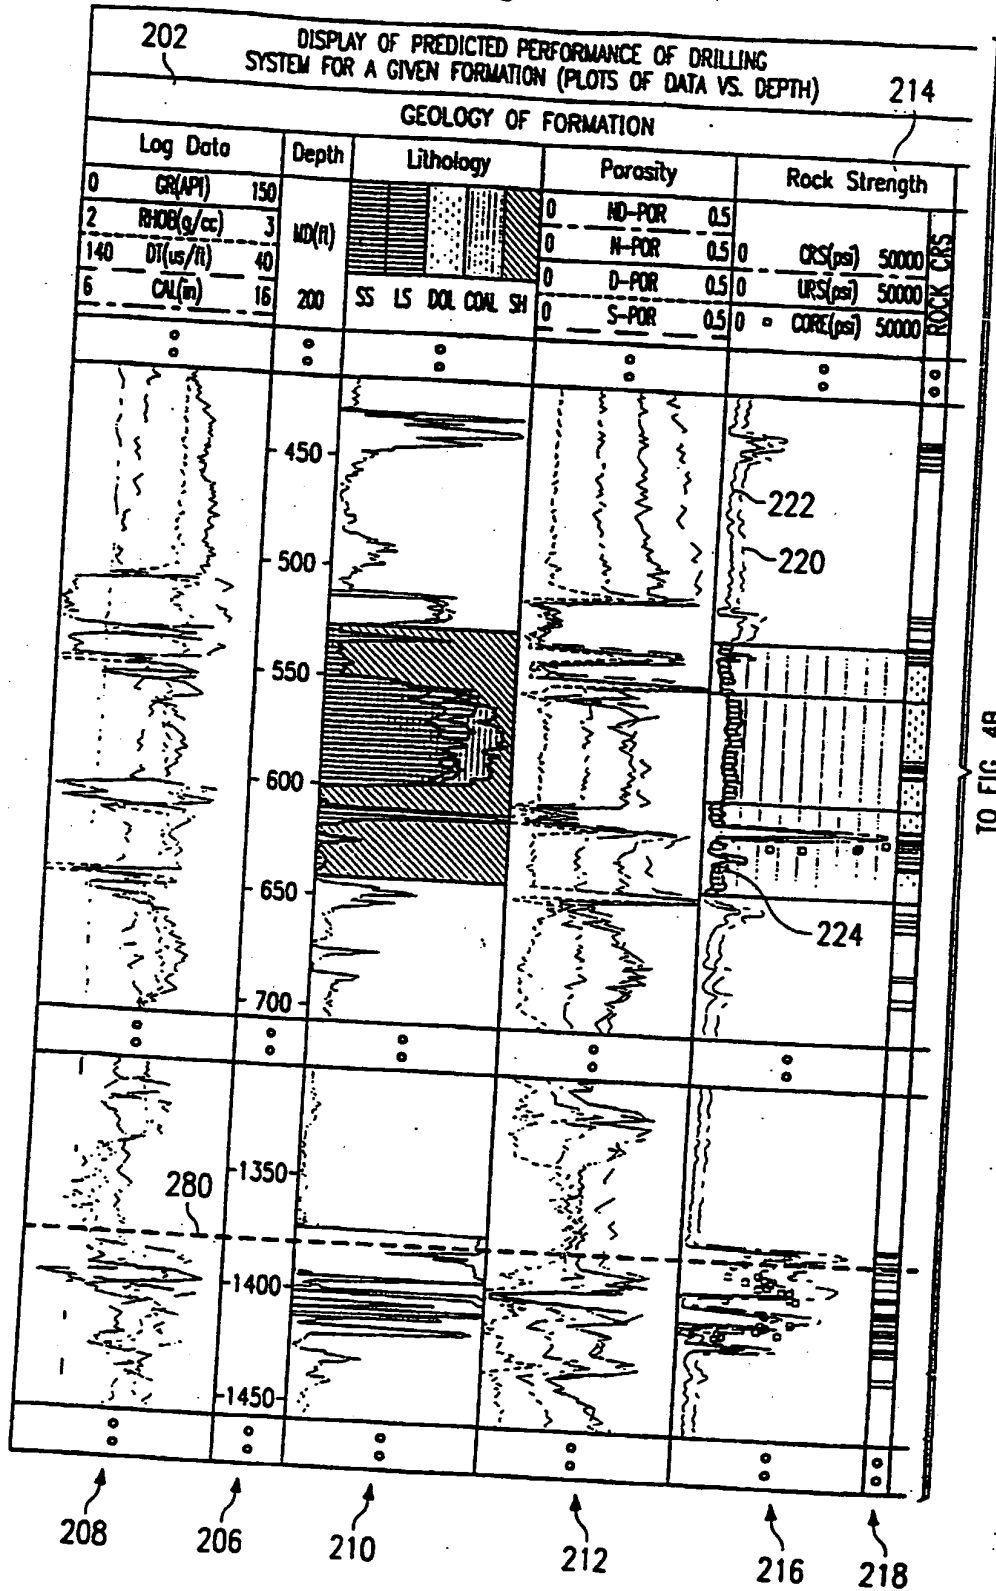 202
DISPLAY OF PREDICTED PERFORMANCE OF DRILLING
SYSTEM FOR A GIVEN FORMATION (PLOTS OF DATA VS. DEPTH)
214
GEOLOGY OF FORMATION
Log Data
Depth
Lithology
Porosity
Rock Strength
0 GR(API) 150
2 RHOB(g/cc) 3
140 DT(us/ft) 40
6 CAL(in) 16
MD(ft)
200
SS LS DOL COAL SH
0 ND-POR 0.5
0 N-POR 0.5
0 D-POR 0.5
0 S-POR 0.5
0 CRS(psi) 50000
0 URS(psi) 50000
0 CORE(psi) 50000
ROCK CRS
450
222
500
220
550
600
TO FIG. 4B
650
224
700
1350
280
1400
1450
208
206
210
212
216
218